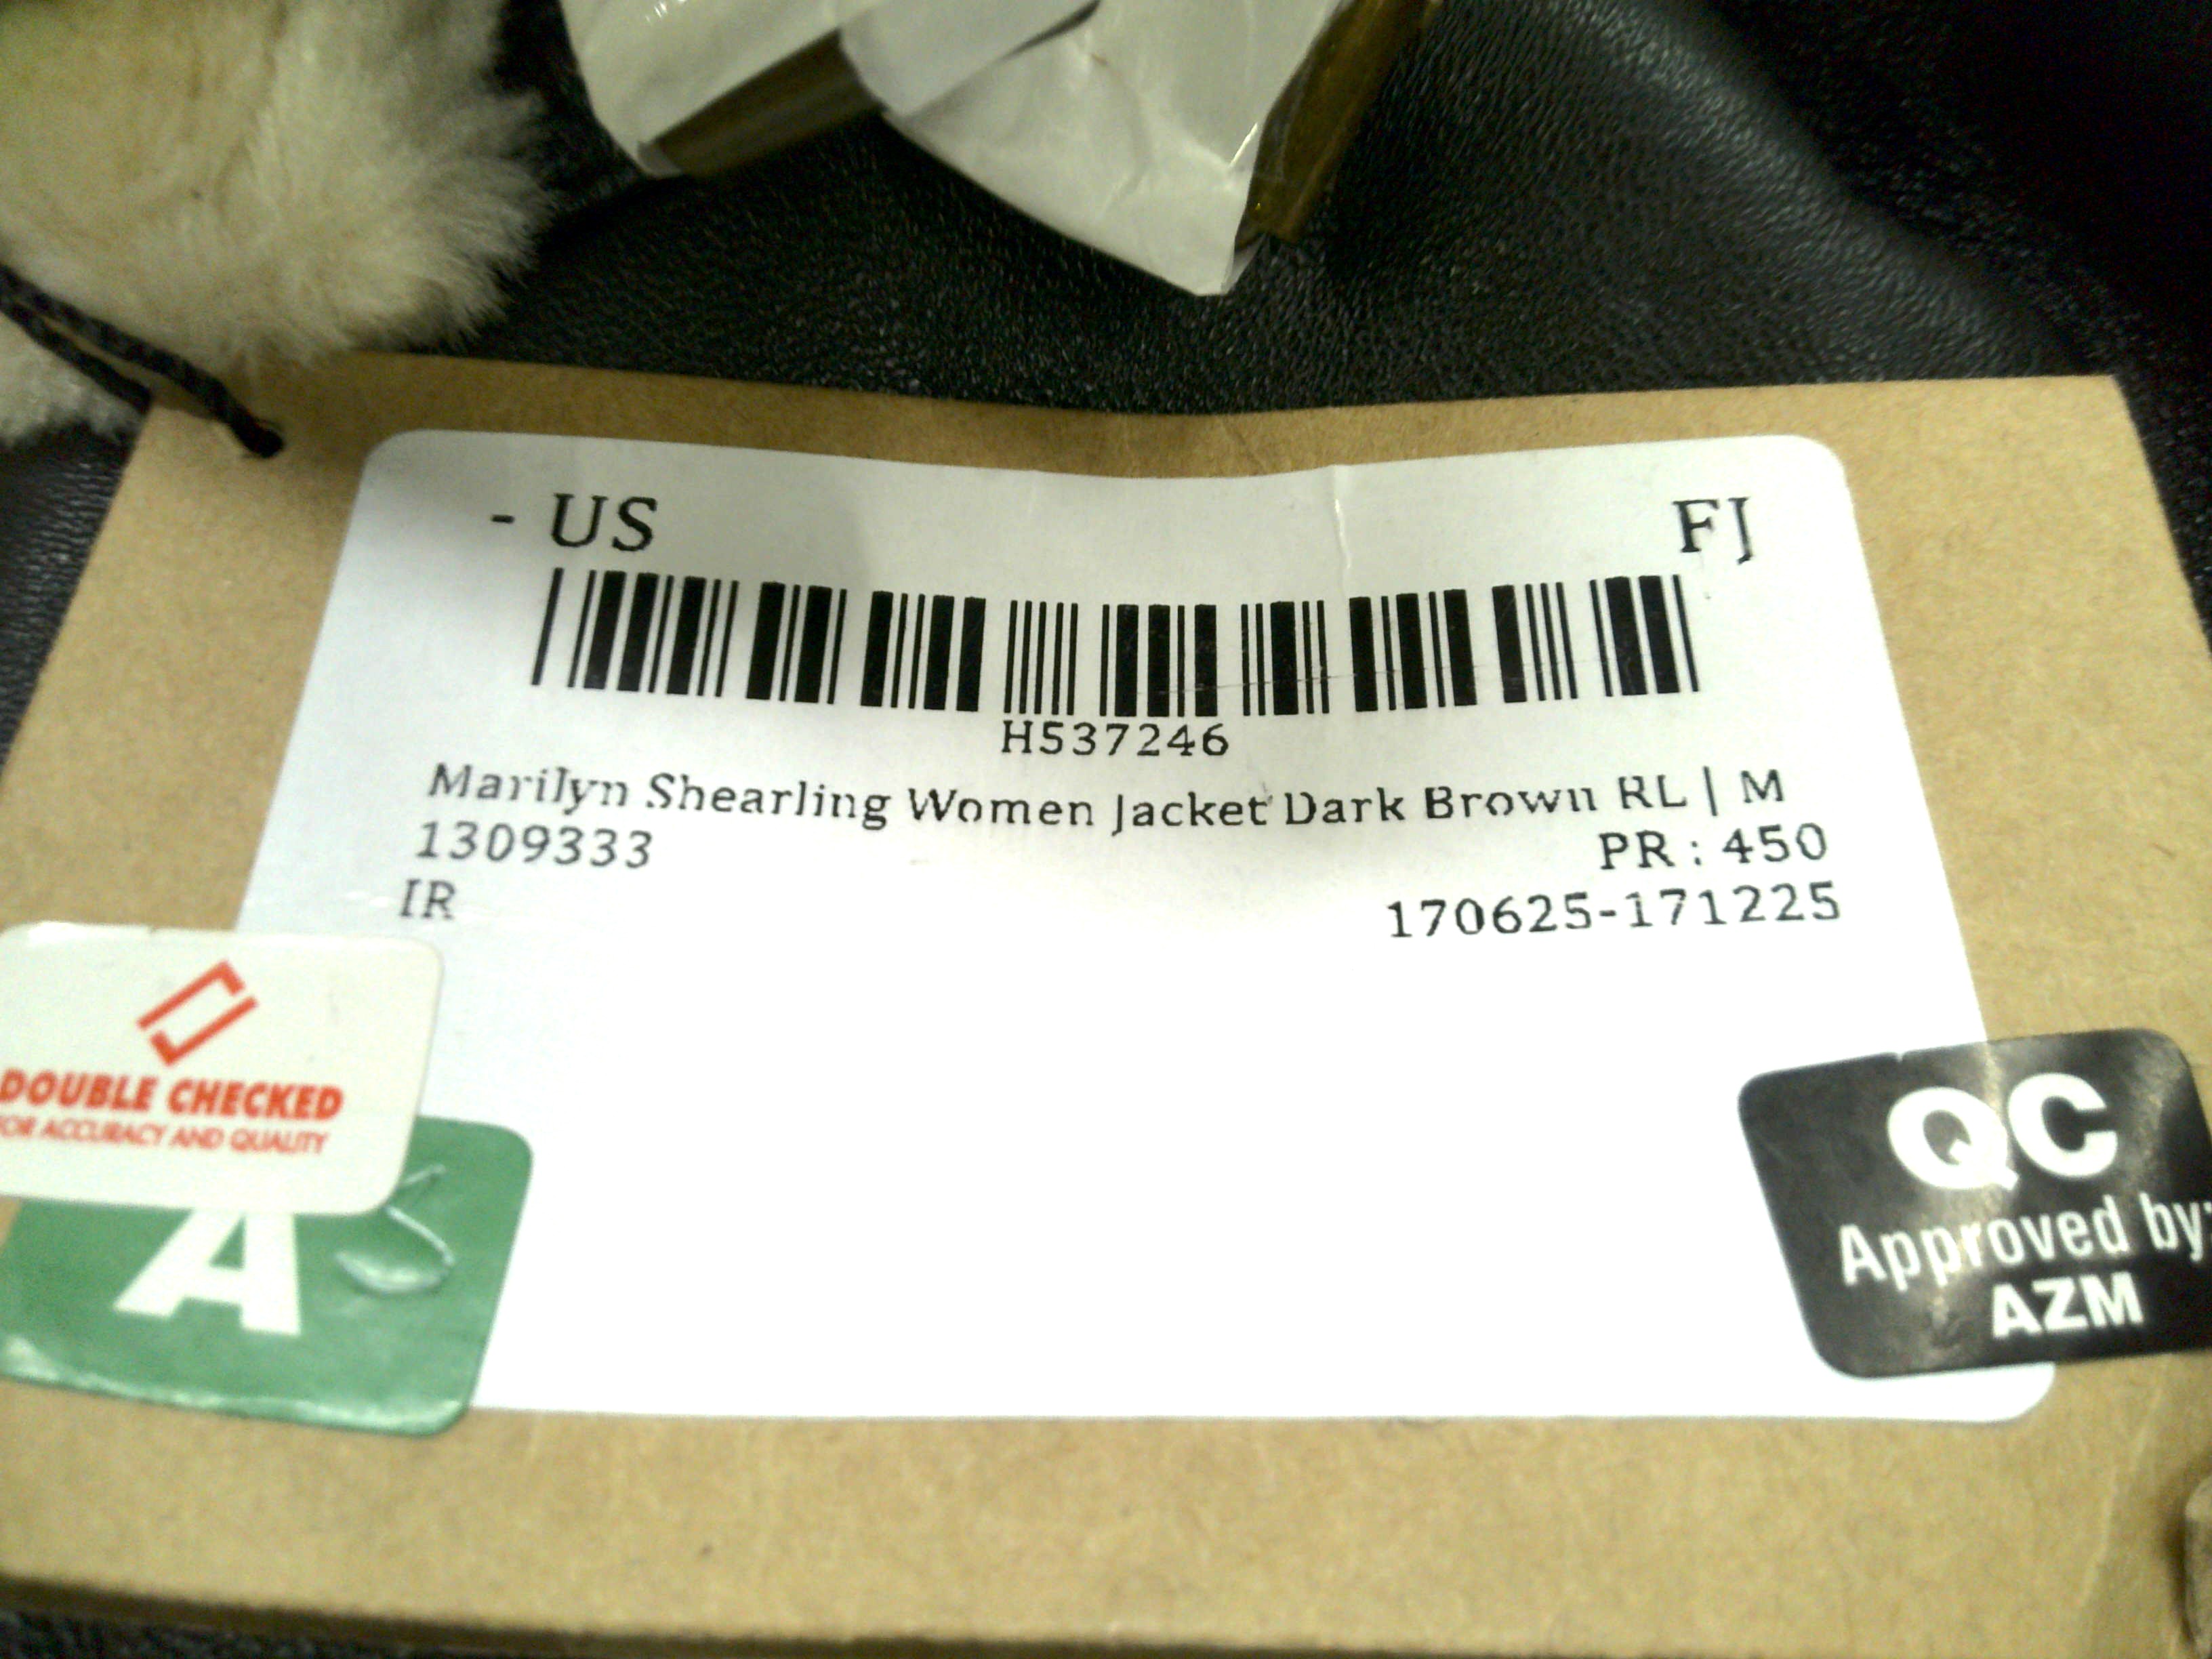 - US FJ
H537246
Marilyn Shearling Women Jacket Dark Brown RL | M
1309333 PR : 450
IR 170625-171225
DOUBLE CHECKED
FOR ACCURACY AND QUALITY
A
QC
Approved by:
AZM